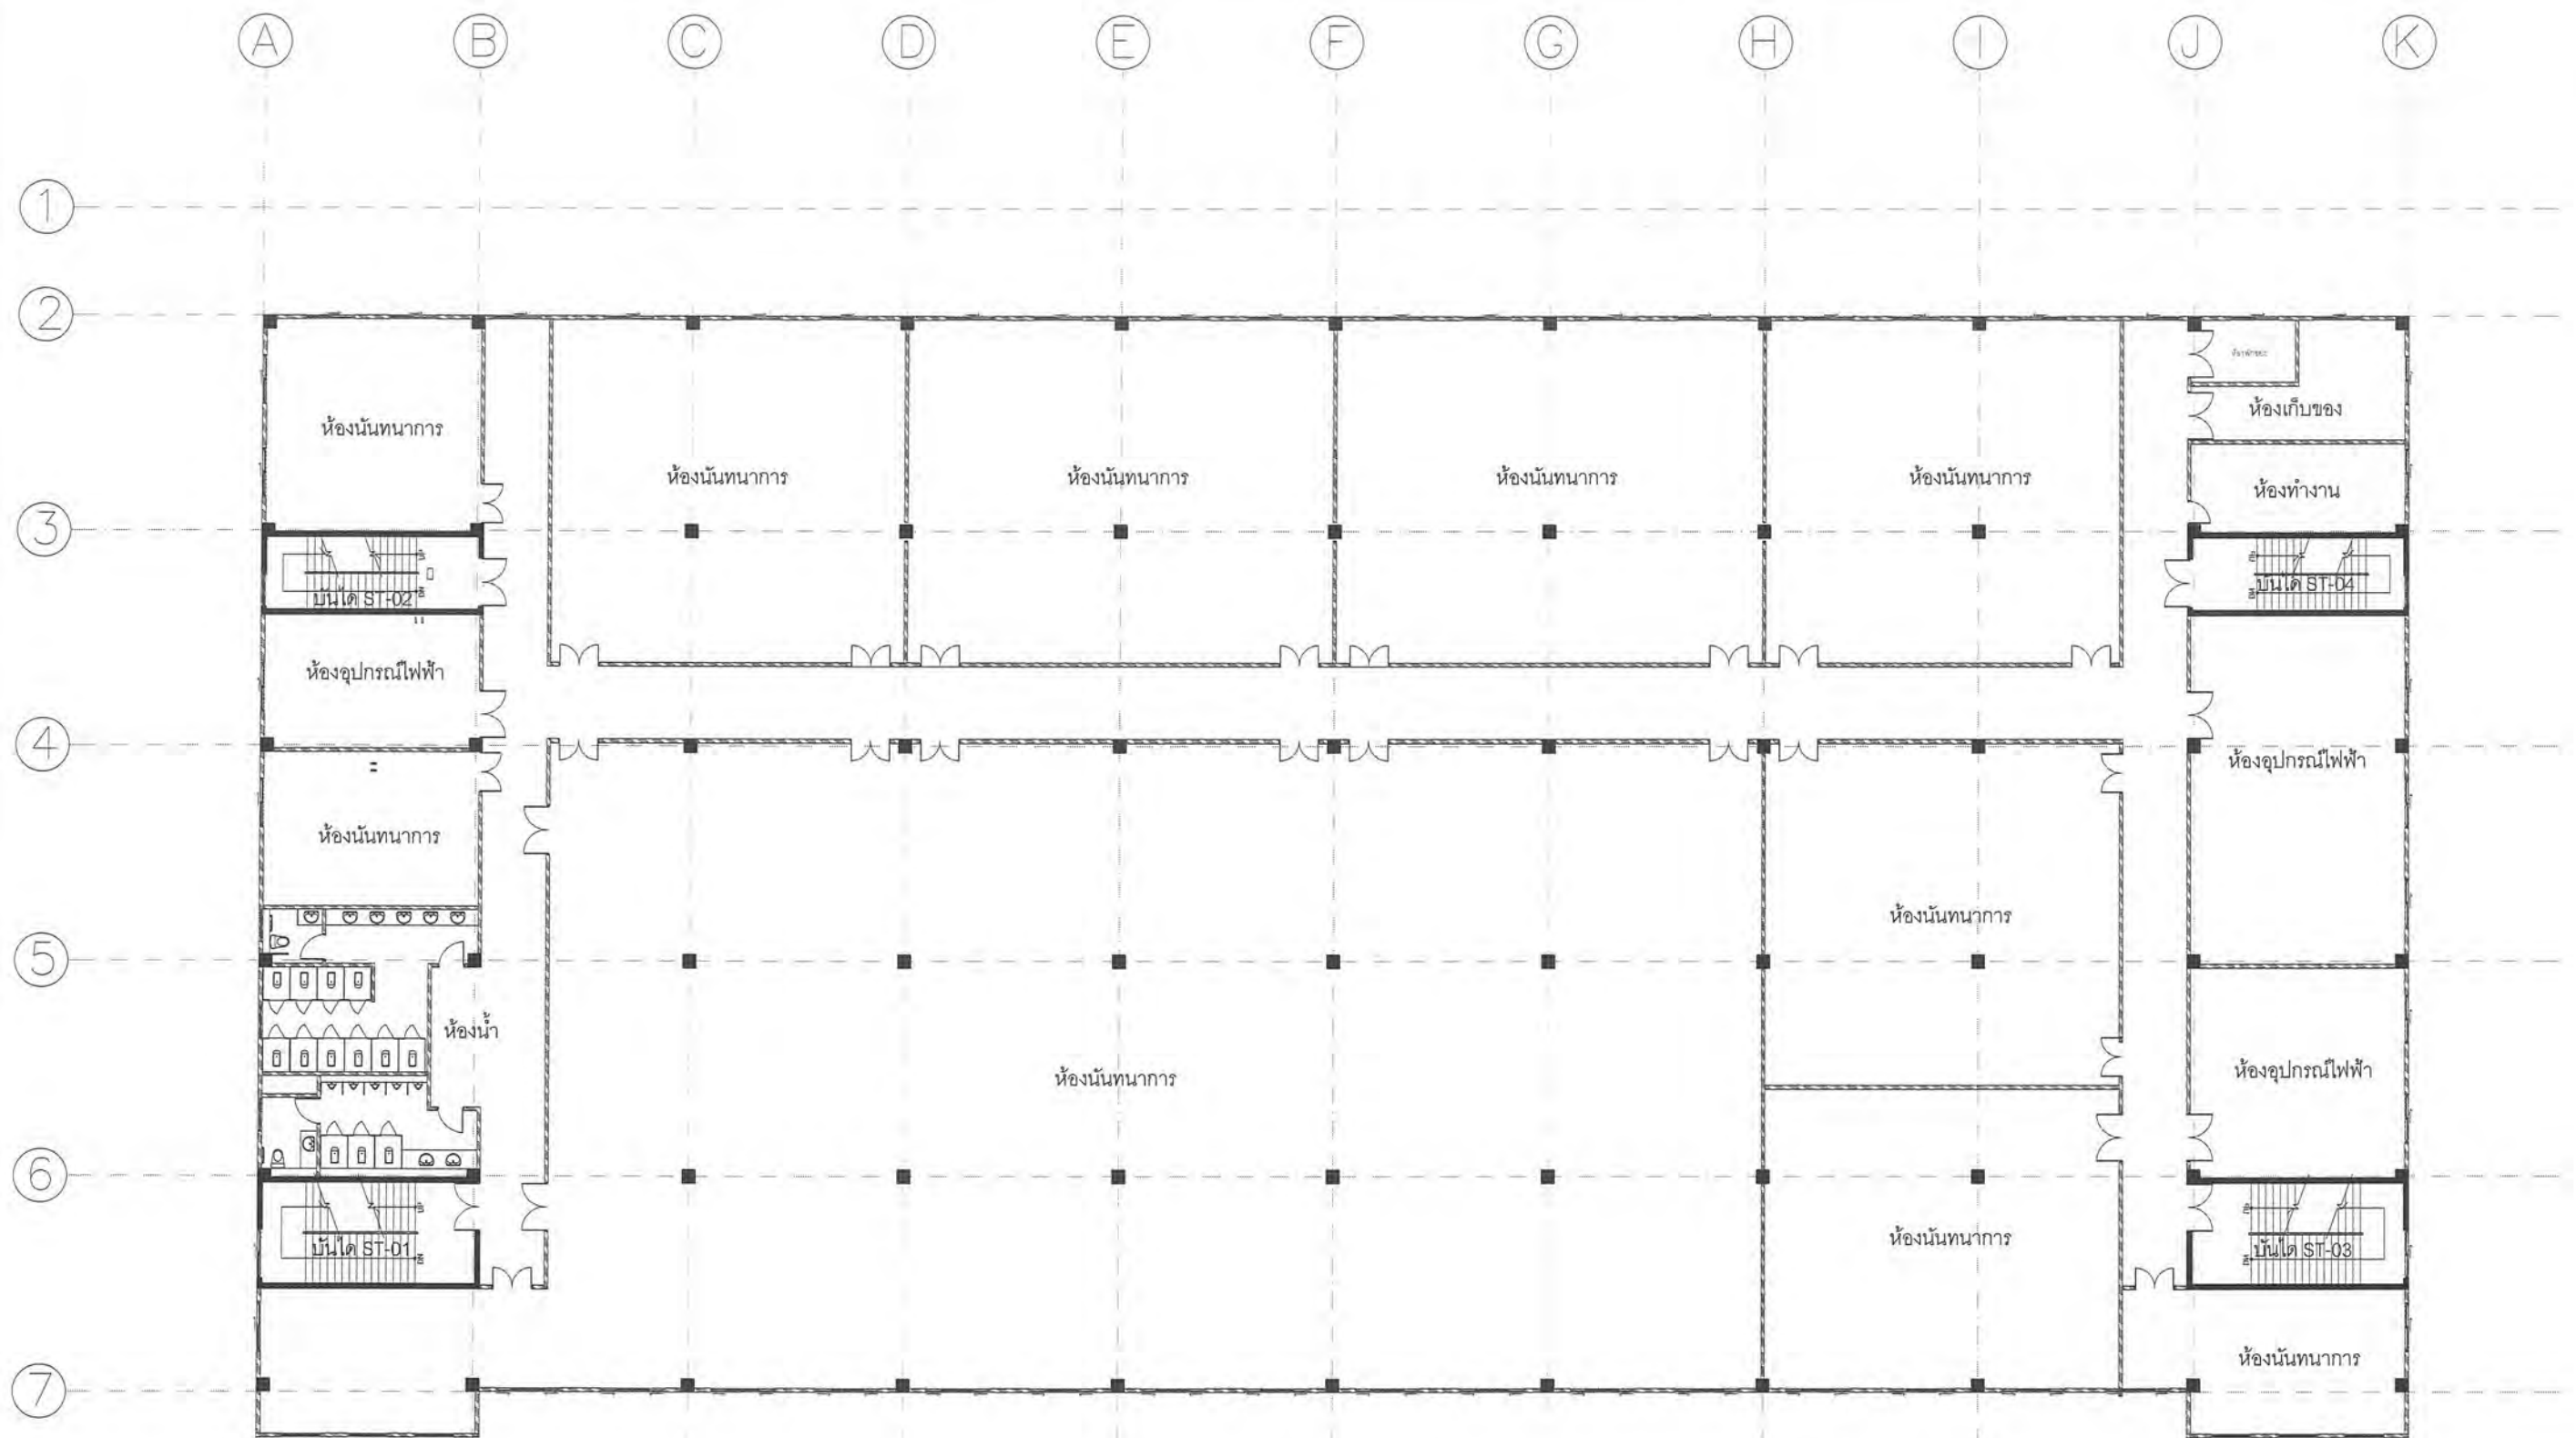 A B C D E F G H I J K
1
2
ห้องเก็บของ
ห้องนันทนาการ
ห้องนันทนาการ ห้องนันทนาการ ห้องนันทนาการ ห้องนันทนาการ
ห้องทำงาน
3
UP UP
บันได ST-02 บันได ST-04
DN DN
ห้องอุปกรณ์ไฟฟ้า
4
ห้องอุปกรณ์ไฟฟ้า
ห้องนันทนาการ
ห้องนันทนาการ
5
ห้องน้ำ
ห้องอุปกรณ์ไฟฟ้า
ห้องนันทนาการ
6
UP UP
ห้องนันทนาการ
บันได ST-01 บันได ST-03
DN DN
ห้องนันทนาการ
7